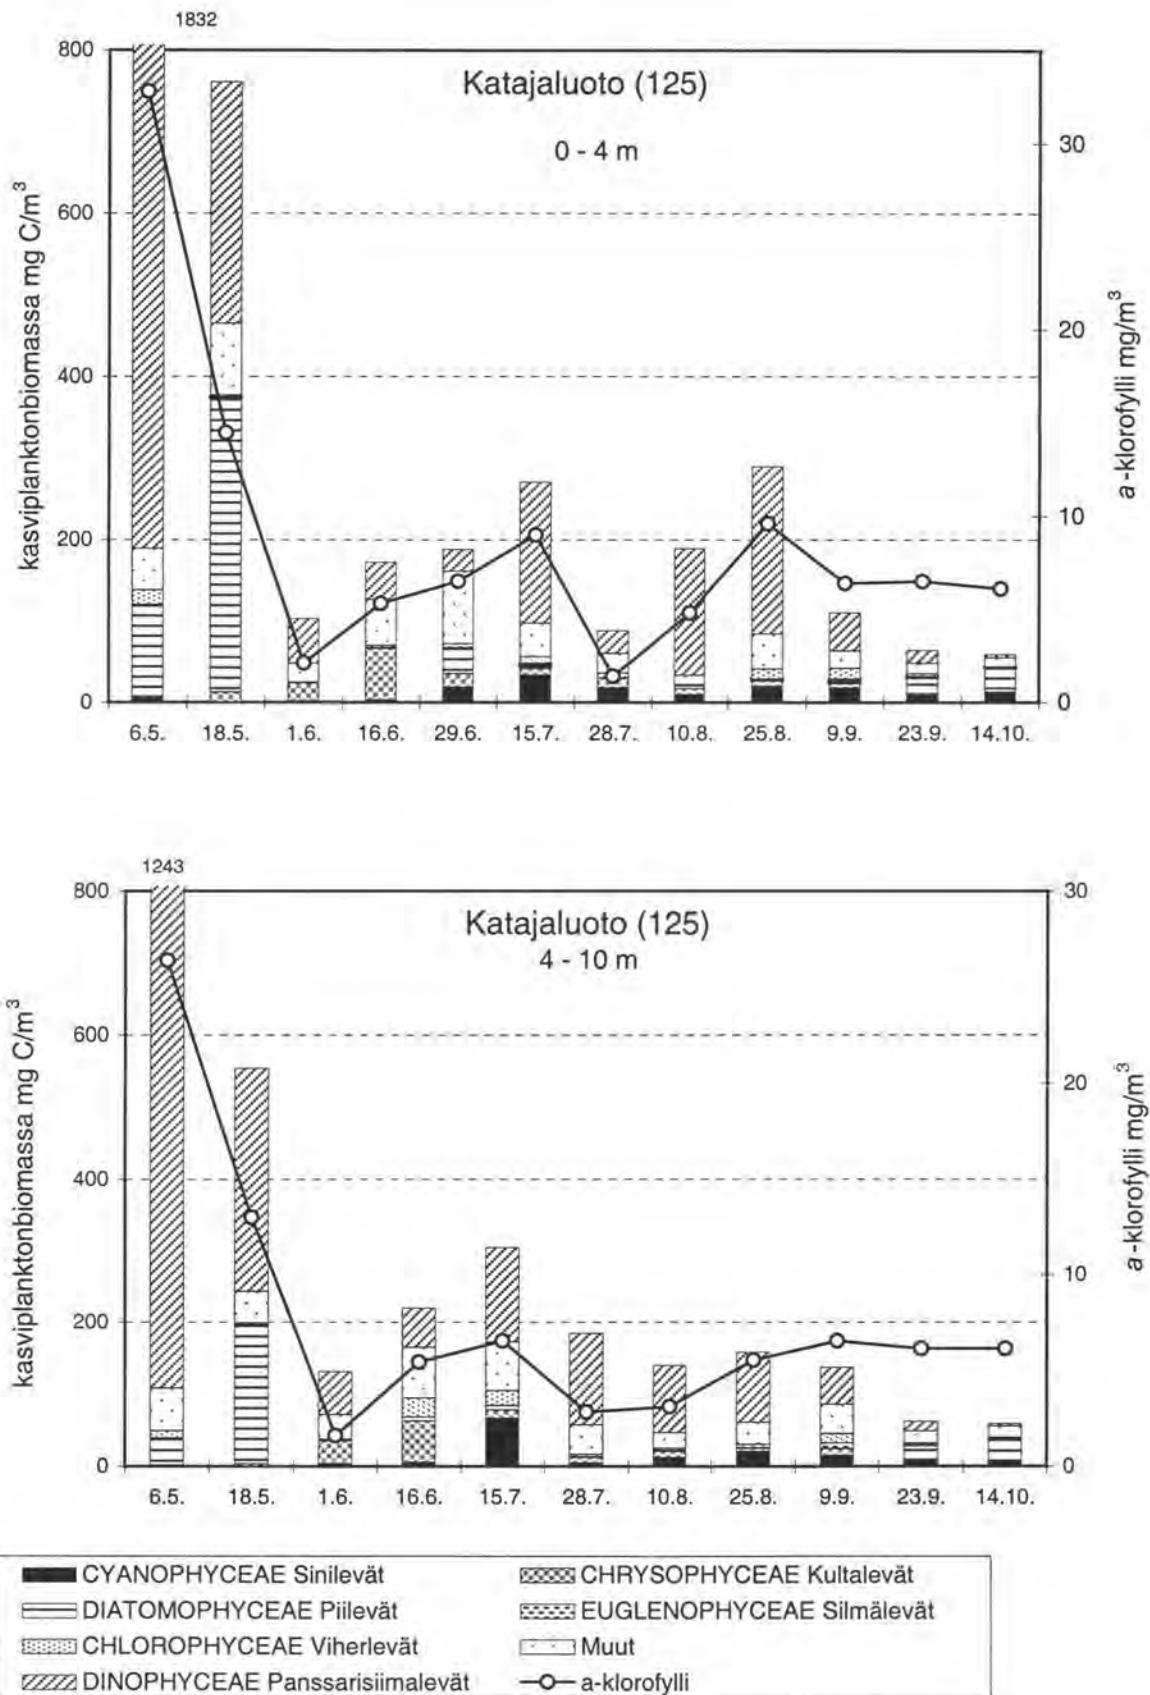 1832
Katajaluoto (125)
0 - 4 m
kasviplanktonbiomassa mg C/m³
a-klorofylli mg/m³
800
600
400
200
0
30
20
10
0
6.5. 18.5. 1.6. 16.6. 29.6. 15.7. 28.7. 10.8. 25.8. 9.9. 23.9. 14.10.
1243
Katajaluoto (125)
4 - 10 m
kasviplanktonbiomassa mg C/m³
a-klorofylli mg/m³
800
600
400
200
0
30
20
10
0
6.5. 18.5. 1.6. 16.6. 15.7. 28.7. 10.8. 25.8. 9.9. 23.9. 14.10.
CYANOPHYCEAE Sinilevät
CHRYSOPHYCEAE Kultalevät
DIATOMOPHYCEAE Piilevät
EUGLENOPHYCEAE Silmälevät
CHLOROPHYCEAE Viherlevät
Muut
DINOPHYCEAE Panssarisiimalevät
a-klorofylli